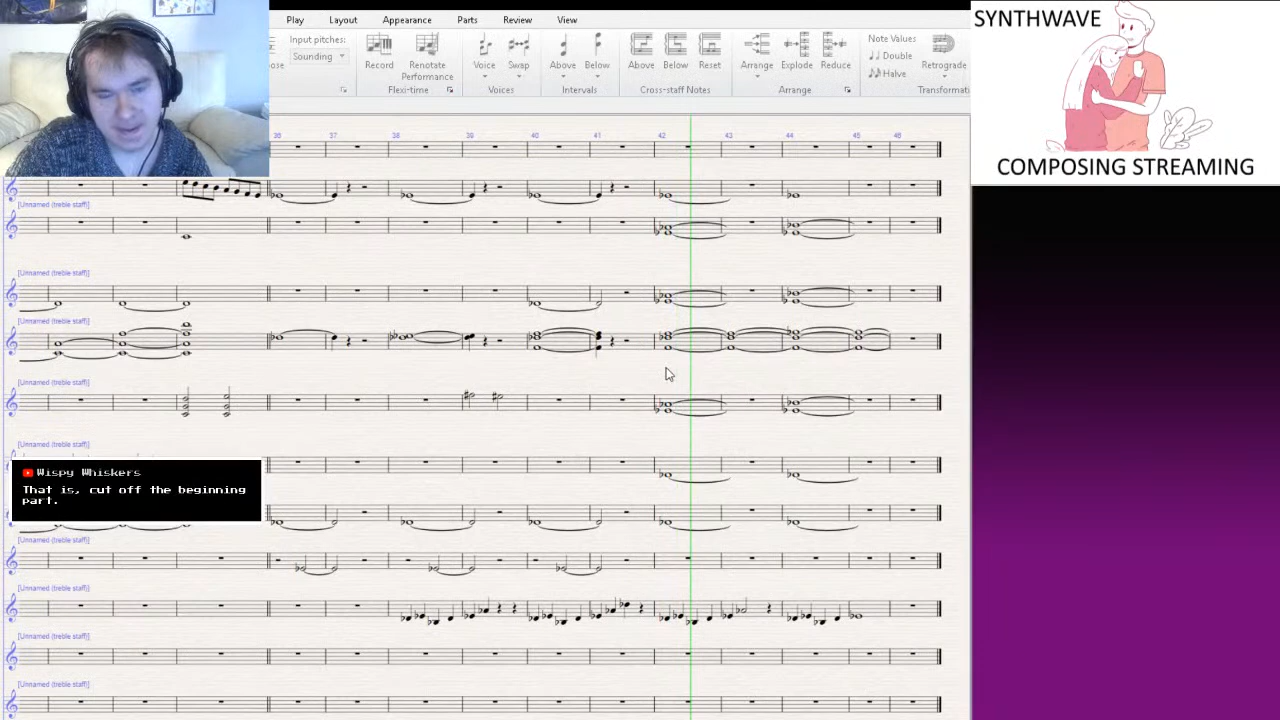 Play Layout Appearance Parts Review View
SYNTHWAVE
Input pitches:
Sounding
Record Renotate Performance
Voice Swap
Above Below
Above Below Reset
Arrange Explode Reduce
Note Values
Double
Halve
Retrograde
Flexi-time Voices Intervals Cross-staff Notes Arrange
COMPOSING STREAMING
36 37 38 39 40 41 42 43 44 45
[Unnamed (treble staff)]
[Unnamed (treble staff)]
[Unnamed (treble staff)]
[Unnamed (treble staff)]
[Unnamed (treble staff)]
Wispy Whiskers
That is, cut off the beginning
part.
[Unnamed (treble staff)]
[Unnamed (treble staff)]
[Unnamed (treble staff)]
[Unnamed (treble staff)]